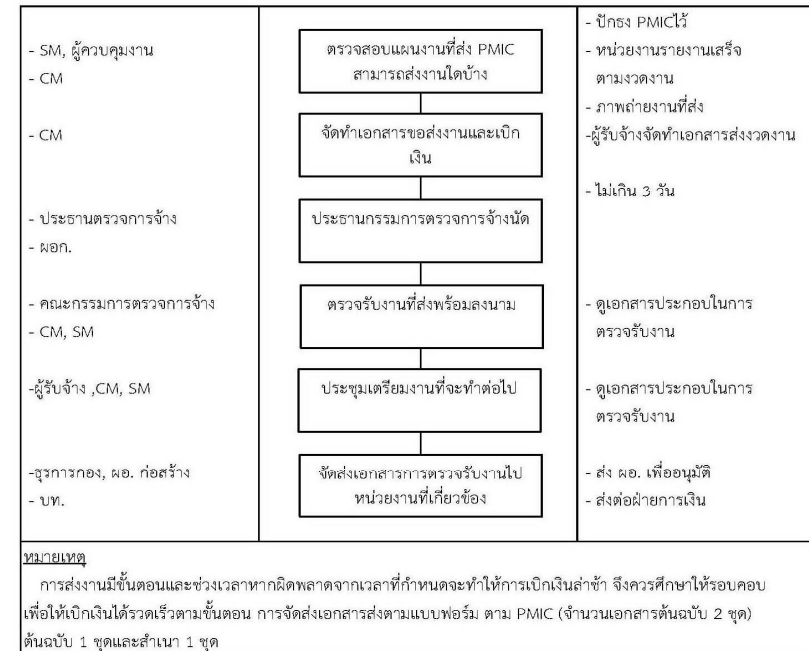 - SM, ผู้ควบคุมงาน
- CM
ตรวจสอบแผนงานที่ส่ง PMIC
สามารถส่งงานใดบ้าง
- ปักธง PMICไว้
- หน่วยงานรายงานเสร็จ
ตามงวดงาน
- ภาพถ่ายงานที่ส่ง
- CM
จัดทำเอกสารขอส่งงานและเบิก
เงิน
-ผู้รับจ้างจัดทำเอกสารส่งงวดงาน
- ไม่เกิน 3 วัน
- ประธานตรวจการจ้าง
- ผอก.
ประธานกรรมการตรวจการจ้างนัด
- คณะกรรมการตรวจการจ้าง
- CM, SM
ตรวจรับงานที่ส่งพร้อมลงนาม
- ดูเอกสารประกอบในการ
ตรวจรับงาน
-ผู้รับจ้าง ,CM, SM
ประชุมเตรียมงานที่จะทำต่อไป
- ดูเอกสารประกอบในการ
ตรวจรับงาน
-ธุรการกอง, ผอ. ก่อสร้าง
- บท.
จัดส่งเอกสารการตรวจรับงานไป
หน่วยงานที่เกี่ยวข้อง
- ส่ง ผอ. เพื่ออนุมัติ
- ส่งต่อฝ่ายการเงิน
หมายเหตุ
การส่งงานมีขั้นตอนและช่วงเวลาหากผิดพลาดจากเวลาที่กำหนดจะทำให้การเบิกเงินล่าช้า จึงควรศึกษาให้รอบคอบ
เพื่อให้เบิกเงินได้รวดเร็วตามขั้นตอน การจัดส่งเอกสารส่งตามแบบฟอร์ม ตาม PMIC (จำนวนเอกสารต้นฉบับ 2 ชุด)
ต้นฉบับ 1 ชุดและสำเนา 1 ชุด